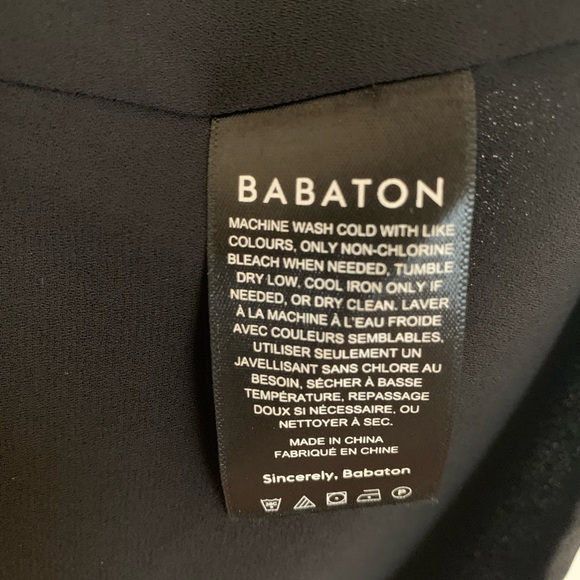 BABATON
MACHINE WASH COLD WITH LIKE
COLOURS, ONLY NON-CHLORINE
BLEACH WHEN NEEDED, TUMBLE
DRY LOW, COOL IRON ONLY IF
NEEDED, OR DRY CLEAN. LAVER
À LA MACHINE À L'EAU FROIDE
AVEC COULEURS SEMBLABLES,
UTILISER SEULEMENT UN
JAVELLISANT SANS CHLORE AU
BESOIN, SÉCHER À BASSE
TEMPÉRATURE, REPASSAGE
DOUX SI NÉCESSAIRE, OU
NETTOYER À SEC.
MADE IN CHINA
FABRIQUÉ EN CHINE
Sincerely, Babaton